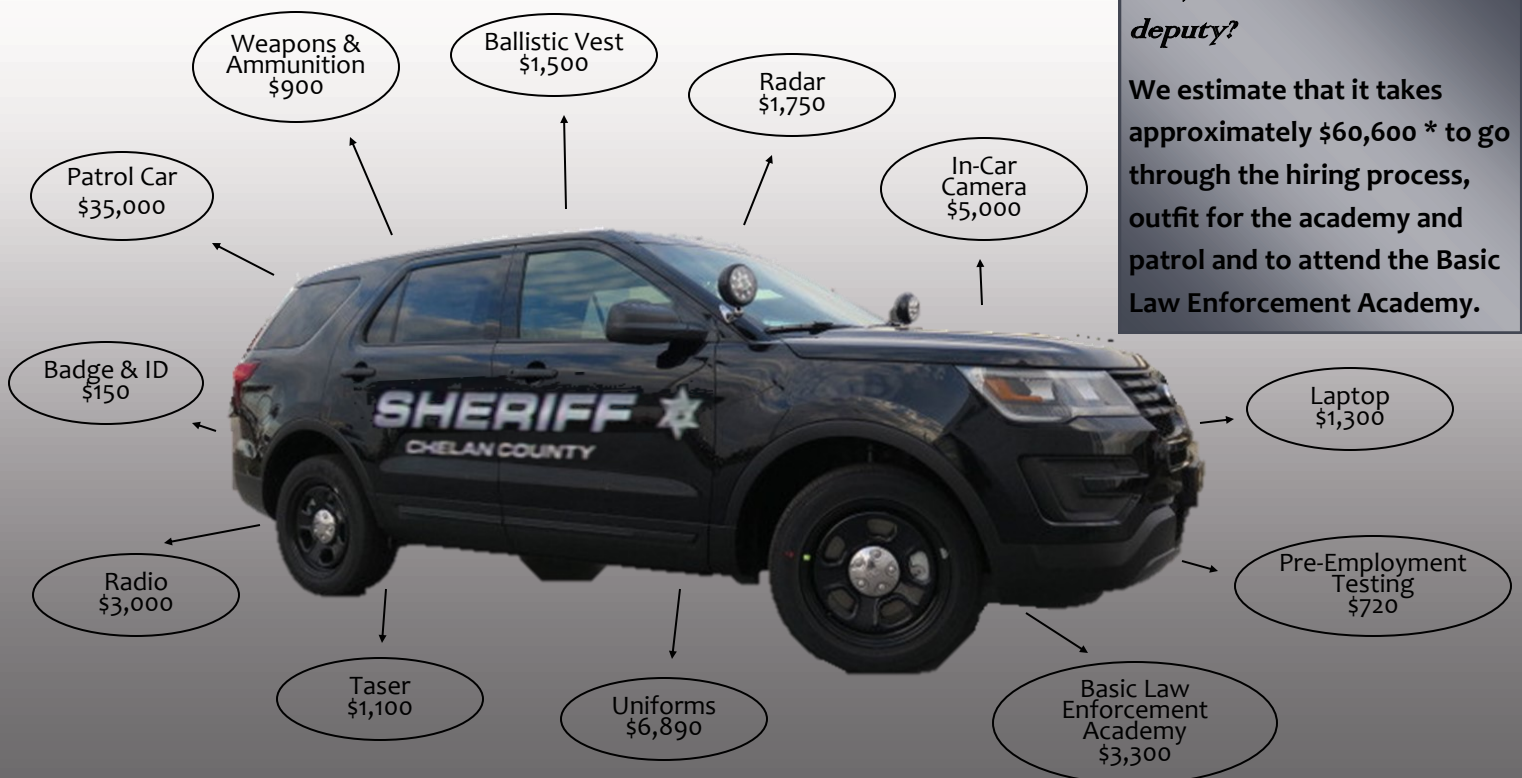 deputy?
We estimate that it takes
approximately $60,600 * to go
through the hiring process,
outfit for the academy and
patrol and to attend the Basic
Law Enforcement Academy.
Weapons &
Ammunition
$900
Ballistic Vest
$1,500
Radar
$1,750
In-Car
Camera
$5,000
Patrol Car
$35,000
Badge & ID
$150
SHERIFF
CHELAN COUNTY
Laptop
$1,300
Radio
$3,000
Pre-Employment
Testing
$720
Taser
$1,100
Uniforms
$6,890
Basic Law
Enforcement
Academy
$3,300